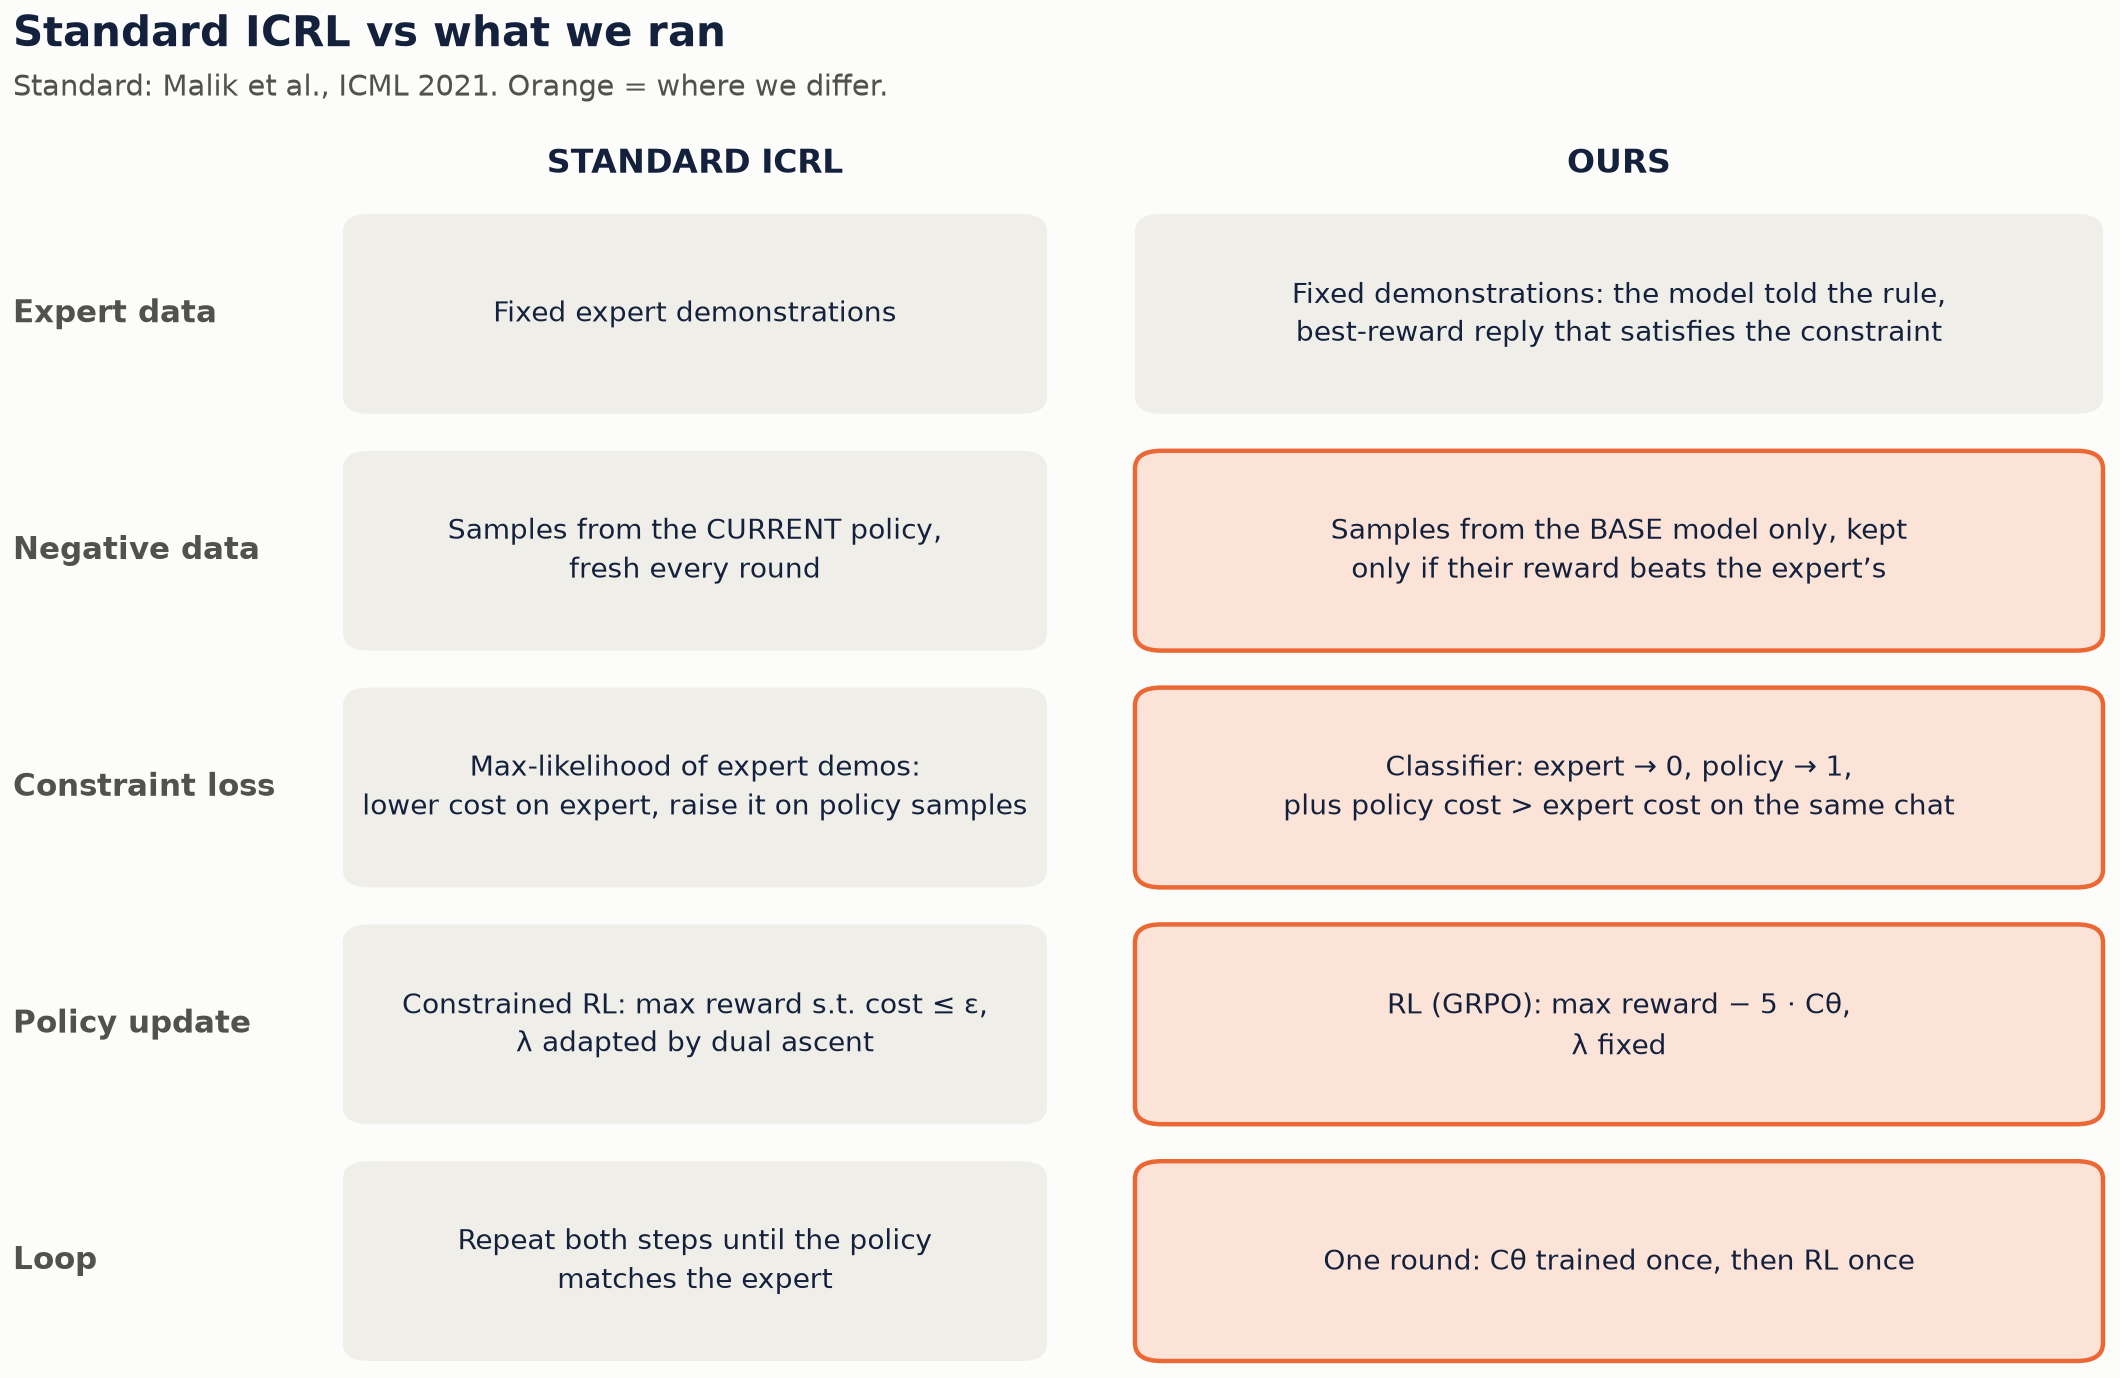 Standard ICRL vs what we ran
Standard: Malik et al., ICML 2021. Orange = where we differ.
STANDARD ICRL
OURS
Expert data
Fixed expert demonstrations
Fixed demonstrations: the model told the rule,
best-reward reply that satisfies the constraint
Negative data
Samples from the CURRENT policy,
fresh every round
Samples from the BASE model only, kept
only if their reward beats the expert’s
Constraint loss
Max-likelihood of expert demos:
lower cost on expert, raise it on policy samples
Classifier: expert → 0, policy → 1,
plus policy cost > expert cost on the same chat
Policy update
Constrained RL: max reward s.t. cost ≤ ε,
λ adapted by dual ascent
RL (GRPO): max reward − 5 · Cθ,
λ fixed
Loop
Repeat both steps until the policy
matches the expert
One round: Cθ trained once, then RL once